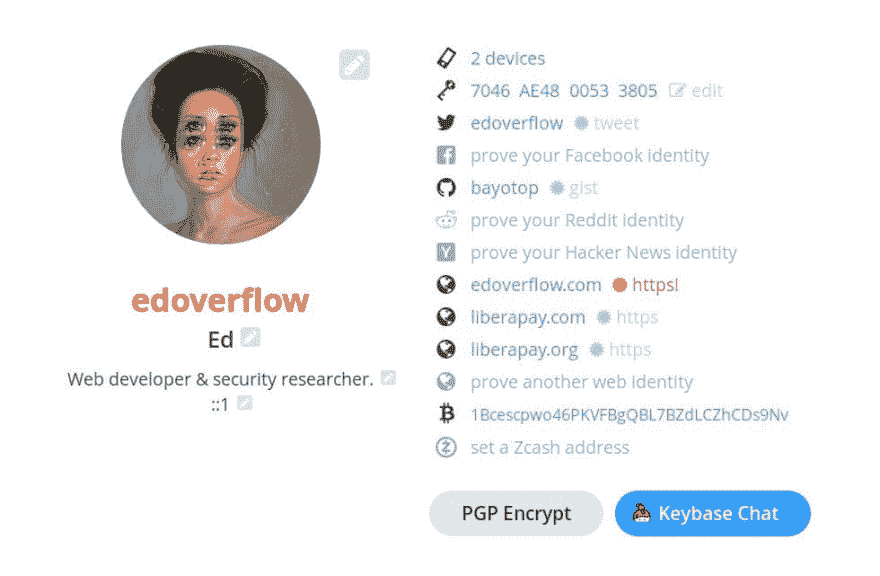 edoverflow
Ed
Web developer & security researcher.
::1
2 devices
7046 AE48 0053 3805 edit
edoverflow tweet
prove your Facebook identity
bayotop gist
prove your Reddit identity
prove your Hacker News identity
edoverflow.com https!
liberapay.com https
liberapay.org https
prove another web identity
1Bcescpwo46PKVFBgQBL7BZdLCZhCDs9Nv
set a Zcash address
PGP Encrypt
Keybase Chat